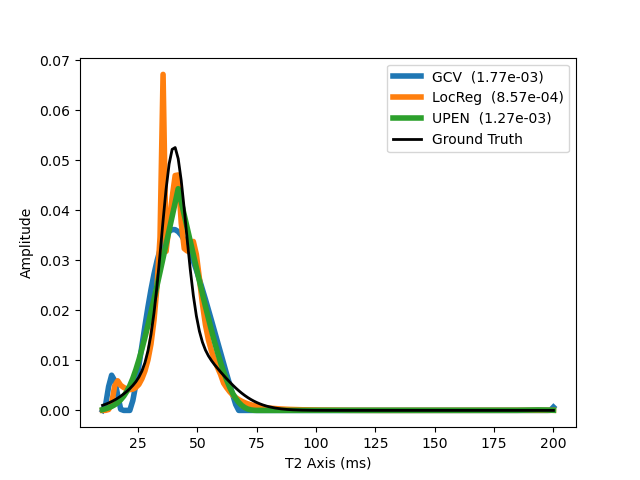 0.07
0.06
0.05
0.04
0.03
0.02
0.01
0.00
Amplitude
GCV (1.77e-03)
LocReg (8.57e-04)
UPEN (1.27e-03)
Ground Truth
25 50 75 100 125 150 175 200
T2 Axis (ms)